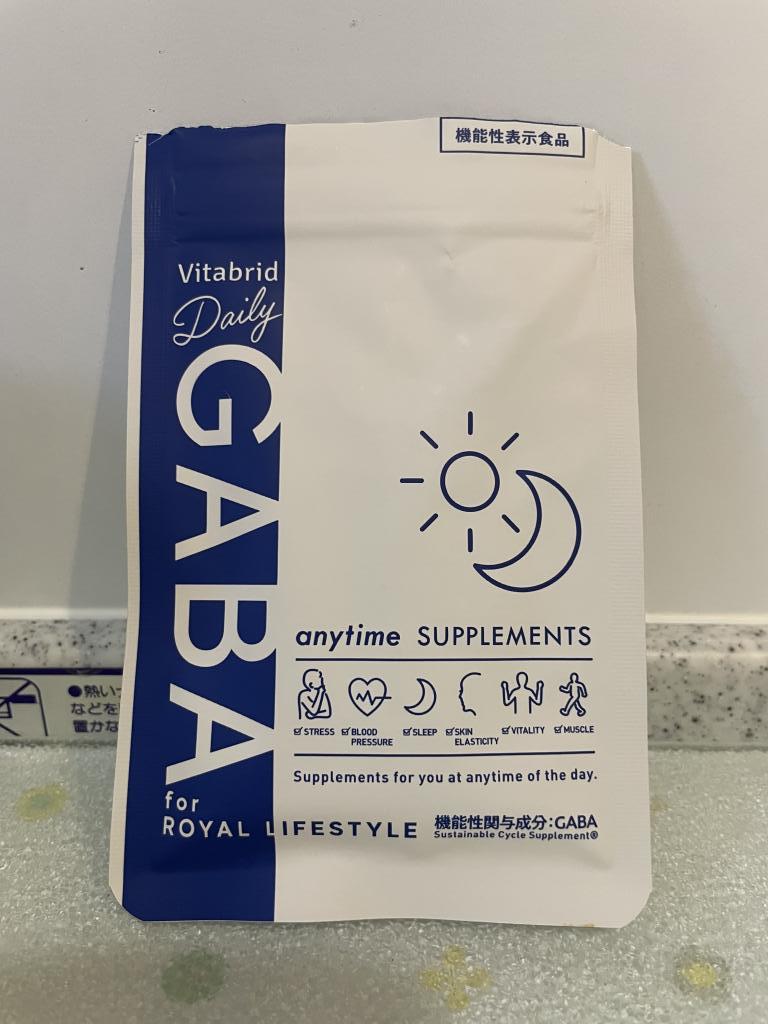 機能性表示食品
Vitabrid
Daily
GABA
for
ROYAL LIFESTYLE
anytime SUPPLEMENTS
STRESS
BLOOD
PRESSURE
SLEEP
SKIN
ELASTICITY
VITALITY
MUSCLE
Supplements for you at anytime of the day.
機能性関与成分:GABA
Sustainable Cycle Supplement®
●熱い
などを
置かな